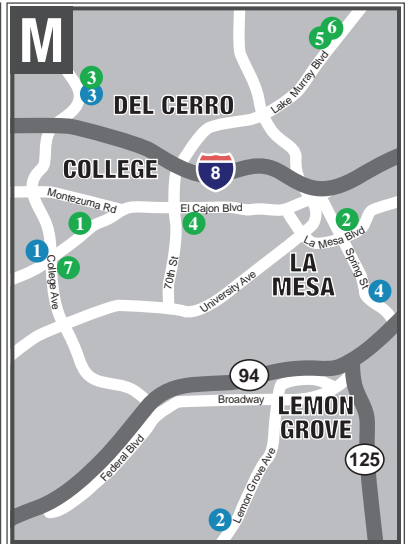 M
6
5
3
3
DEL CERRO
Lake Murray Blvd
COLLEGE
8
Montezuma Rd
El Cajon Blvd
1
4
2
La Mesa Blvd
1
7
College Ave
70th St
University Ave
LA
MESA
Spring St
4
94
Broadway
LEMON
GROVE
Federal Blvd
Lemon Grove Ave
125
2